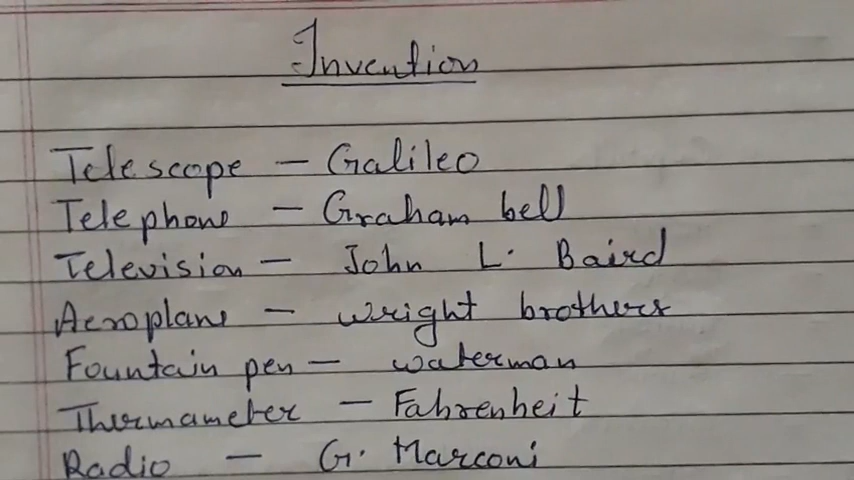 Invention
Telescope - Galileo
Telephone - Graham bell
Television - John L. Baird
Aeroplane - wright brothers
Fountain pen - waterman
Thermameter - Fahrenheit
Radio - G. Marconi